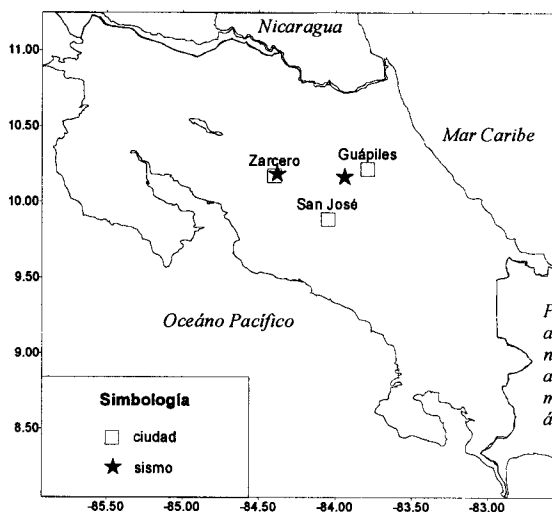 11.00
10.50
10.00
9.50
9.00
8.50
Nicaragua
Mar Caribe
Zarcero
Guápiles
San José
Oceáno Pacífico
P
a
n
a
m
á
Simbología
ciudad
sismo
-85.50
-85.00
-84.50
-84.00
-83.50
-83.00